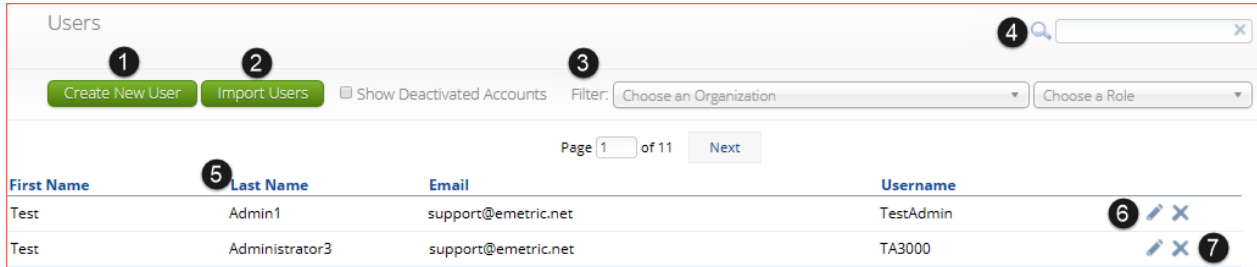 Users
4
1 2 3
Create New User Import Users Show Deactivated Accounts Filter: Choose an Organization Choose a Role
Page 1 of 11 Next
5
First Name Last Name Email Username
Test Admin1 support@emetric.net TestAdmin 6
Test Administrator3 support@emetric.net TA3000 7